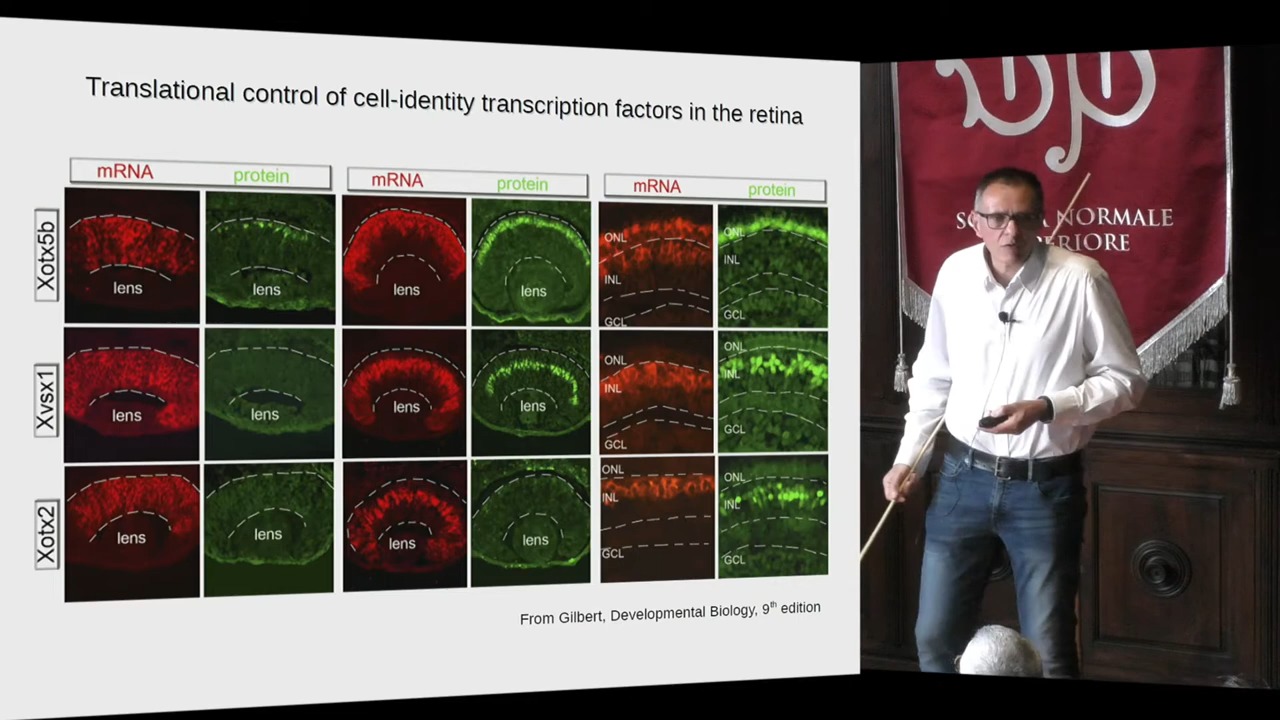 Translational control of cell-identity transcription factors in the retina
mRNA protein mRNA protein mRNA protein
Xotx5b
lens lens lens lens
ONL INL GCL ONL INL GCL
Xvsx1
lens lens lens lens
ONL INL GCL ONL INL GCL
Xotx2
lens lens lens lens
ONL INL GCL ONL INL GCL
From Gilbert, Developmental Biology, 9th edition
NORMALE